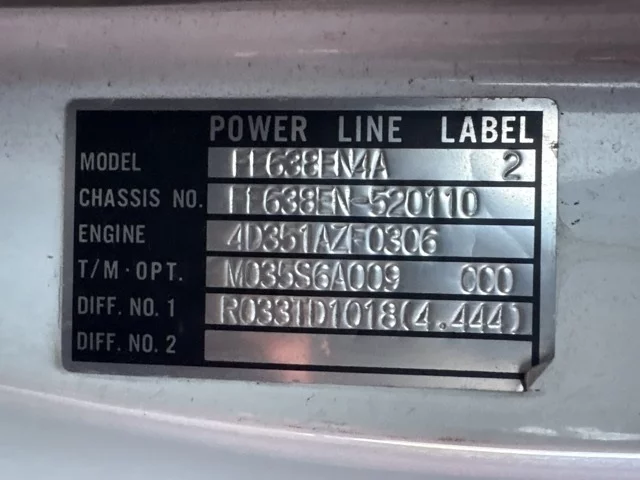 POWER LINE LABEL
MODEL FE638EN4A 2
CHASSIS NO. FE638EN-520110
ENGINE 4D351AZF0306
T/M·OPT. M035S6A009 000
DIFF. NO. 1 R033TD1018(4.444)
DIFF. NO. 2